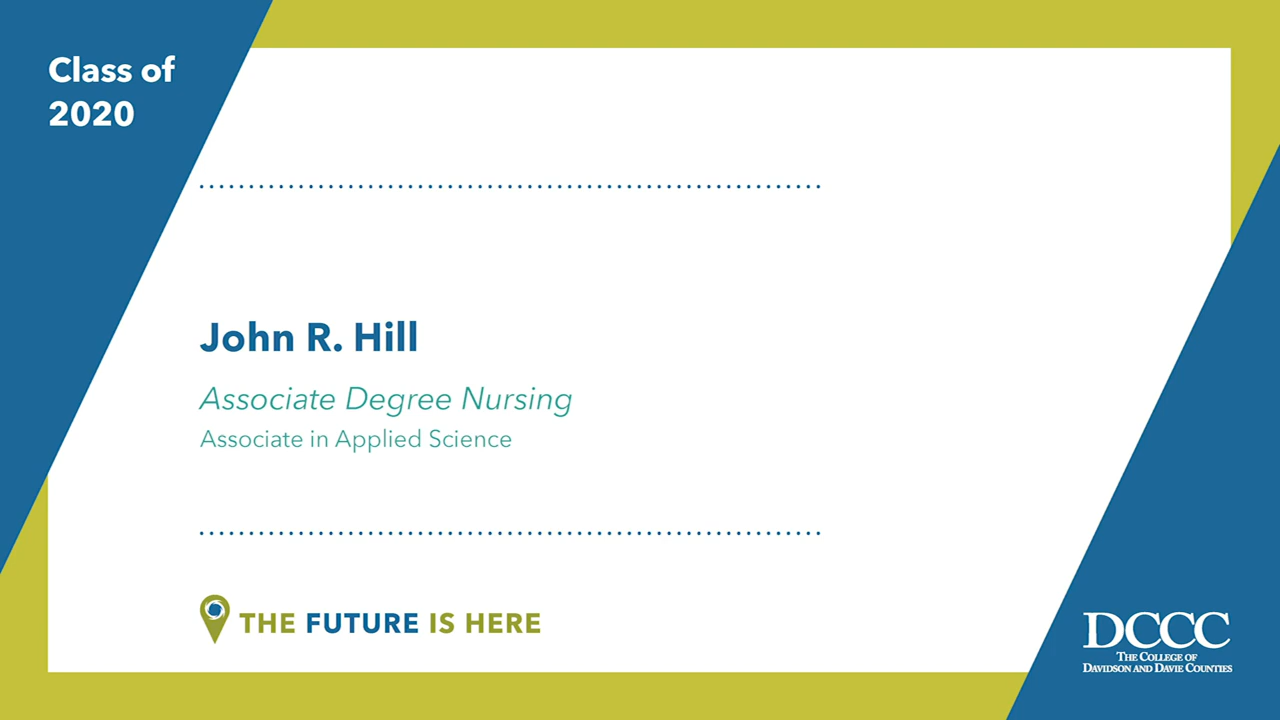 Class of
2020
John R. Hill
Associate Degree Nursing
Associate in Applied Science
THE FUTURE IS HERE
DCCC
THE COLLEGE OF
DAVIDSON AND DAVIE COUNTIES